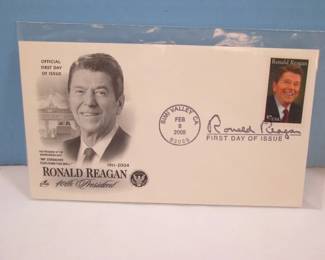 OFFICIAL
FIRST DAY
OF ISSUE
1911-2004
RONALD REAGAN
40th President
SIMI VALLEY, CA
FEB
9
2005
93065
Ronald Reagan
FIRST DAY OF ISSUE
Ronald Reagan
USA